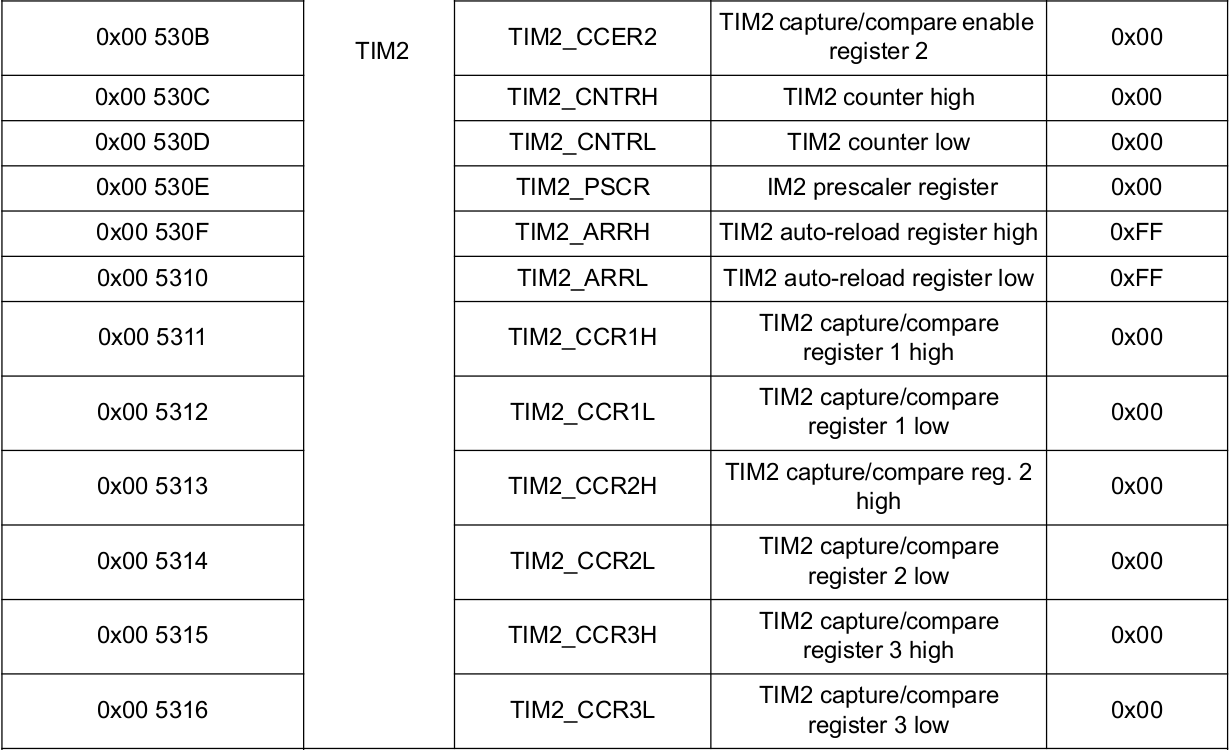 0x00 530B
TIM2
TIM2_CCER2
TIM2 capture/compare enable
register 2
0x00
0x00 530C
TIM2_CNTRH
TIM2 counter high
0x00
0x00 530D
TIM2_CNTRL
TIM2 counter low
0x00
0x00 530E
TIM2_PSCR
IM2 prescaler register
0x00
0x00 530F
TIM2_ARRH
TIM2 auto-reload register high
0xFF
0x00 5310
TIM2_ARRL
TIM2 auto-reload register low
0xFF
0x00 5311
TIM2_CCR1H
TIM2 capture/compare
register 1 high
0x00
0x00 5312
TIM2_CCR1L
TIM2 capture/compare
register 1 low
0x00
0x00 5313
TIM2_CCR2H
TIM2 capture/compare reg. 2
high
0x00
0x00 5314
TIM2_CCR2L
TIM2 capture/compare
register 2 low
0x00
0x00 5315
TIM2_CCR3H
TIM2 capture/compare
register 3 high
0x00
0x00 5316
TIM2_CCR3L
TIM2 capture/compare
register 3 low
0x00